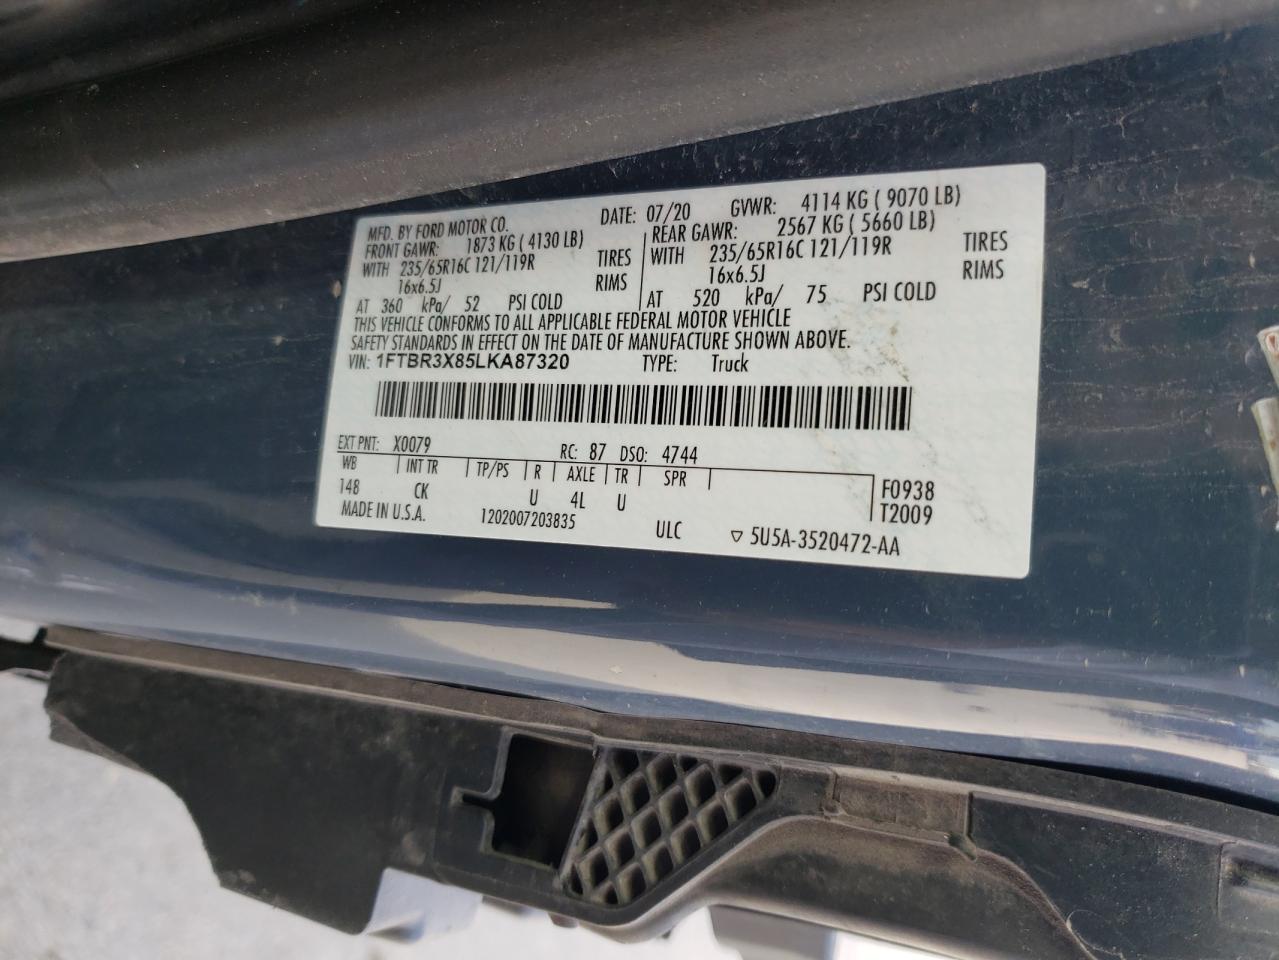 MFD. BY FORD MOTOR CO. DATE: 07/20 GVWR: 4114 KG ( 9070 LB)
FRONT GAWR: 1873 KG ( 4130 LB) REAR GAWR: 2567 KG ( 5660 LB)
WITH 235/65R16C 121/119R TIRES WITH 235/65R16C 121/119R TIRES
16x6.5J RIMS 16x6.5J RIMS
AT 360 kPa/ 52 PSI COLD AT 520 kPa/ 75 PSI COLD
THIS VEHICLE CONFORMS TO ALL APPLICABLE FEDERAL MOTOR VEHICLE
SAFETY STANDARDS IN EFFECT ON THE DATE OF MANUFACTURE SHOWN ABOVE.
VIN: 1FTBR3X85LKA87320 TYPE: Truck
EXT PNT: X0079 RC: 87 DSO: 4744
WB INT TR TP/PS R AXLE TR SPR F0938
148 CK U 4L U T2009
MADE IN U.S.A. 1202007203835 ULC ▽ 5U5A-3520472-AA